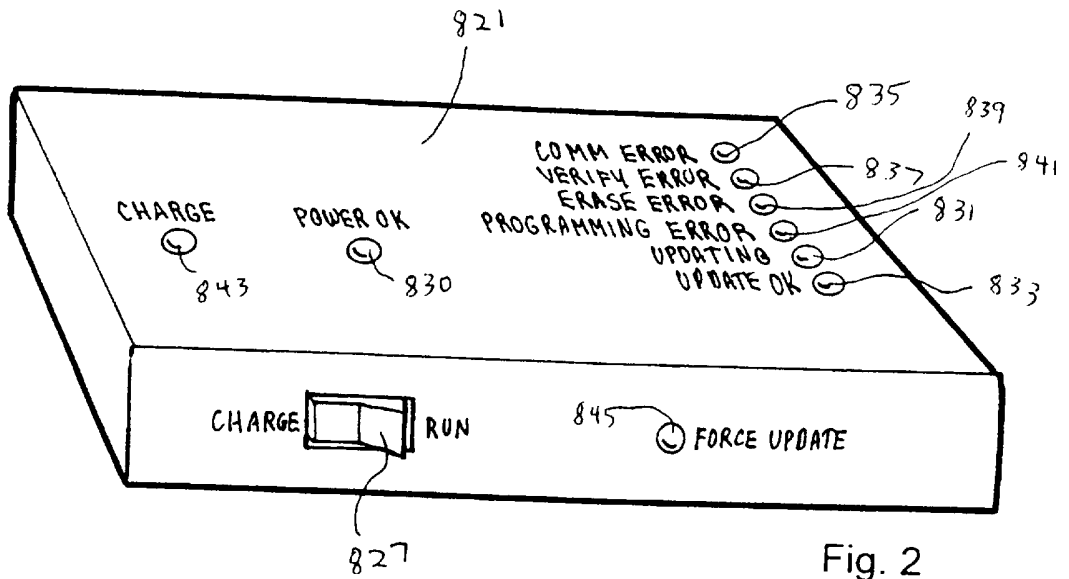 821
835
839
COMM ERROR
841
VERIFY ERROR
837
ERASE ERROR
831
CHARGE
POWER OK
PROGRAMMING ERROR
UPDATING
843
830
UPDATE OK
833
CHARGE
RUN
845
FORCE UPDATE
827
Fig. 2